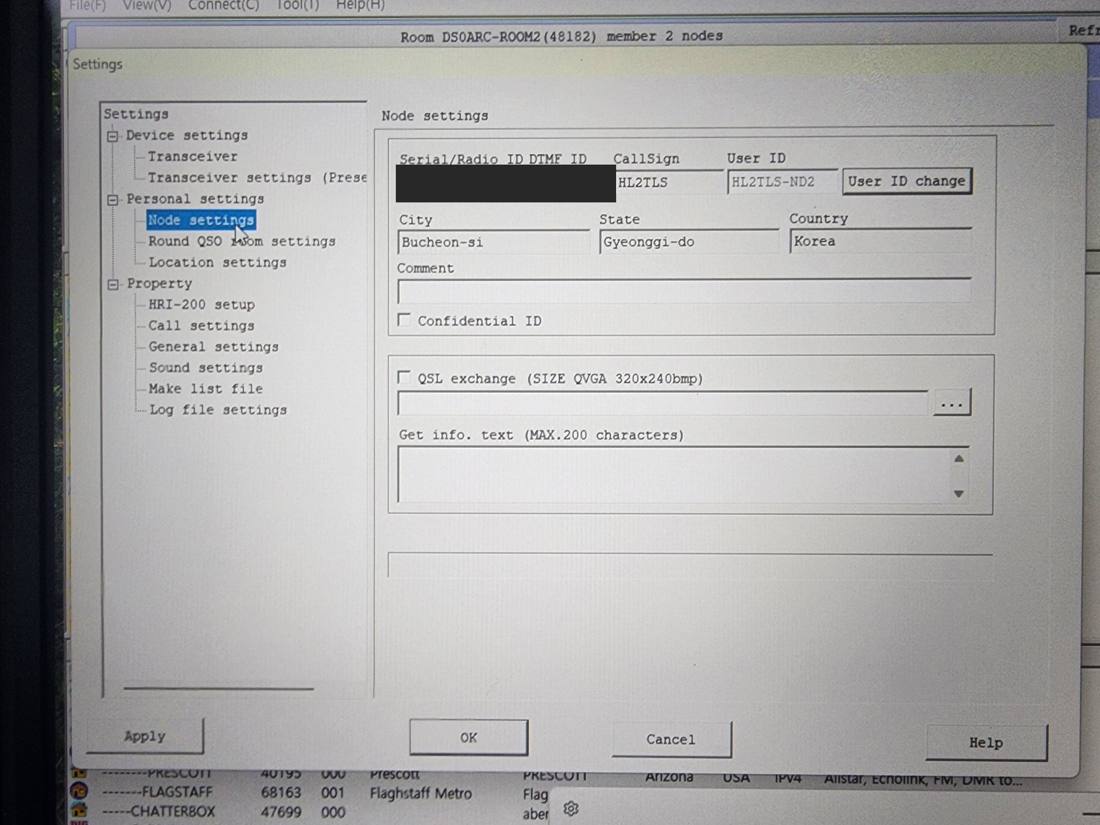 File(F) View(V) Connect(C) Tool(T) Help(H)
Room DS0ARC-ROOM2(48182) member 2 nodes
Refr
Settings
Settings
Device settings
Transceiver
Transceiver settings (Prese
Personal settings
Node settings
Round QSO room settings
Location settings
Property
HRI-200 setup
Call settings
General settings
Sound settings
Make list file
Log file settings
Node settings
Serial/Radio ID DTMF ID CallSign User ID
HL2TLS HL2TLS-ND2 User ID change
City State Country
Bucheon-si Gyeonggi-do Korea
Comment
Confidential ID
QSL exchange (SIZE QVGA 320x240bmp)
...
Get info. text (MAX.200 characters)
Apply OK Cancel Help
--------PRESCOTT 40195 000 Prescott PRESCOTT Arizona USA IPV4 Allstar, Echolink, FM, DMR to...
-------FLAGSTAFF 68163 001 Flaghstaff Metro Flag
-----CHATTERBOX 47699 000 aber